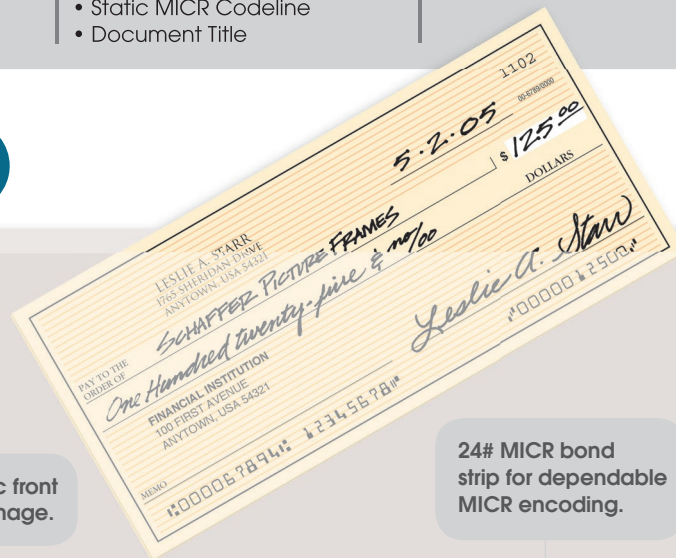 • Static MICR Codeline
• Document Title
1102
00-6789/0000
5.2.05
$ 125.00
DOLLARS
LESLIE A. STARR
1765 SHERIDAN DRIVE
ANYTOWN, USA 54321
PAY TO THE
ORDER OF
SCHAFFER PICTURE FRAMES
One Hundred twenty-five & no/00
FINANCIAL INSTITUTION
100 FIRST AVENUE
ANYTOWN, USA 54321
Leslie A. Starr
MEMO
⑆000067894⑆ 12345678⑈
⑈0000012500⑈
c front
24# MICR bond
strip for dependable
MICR encoding.